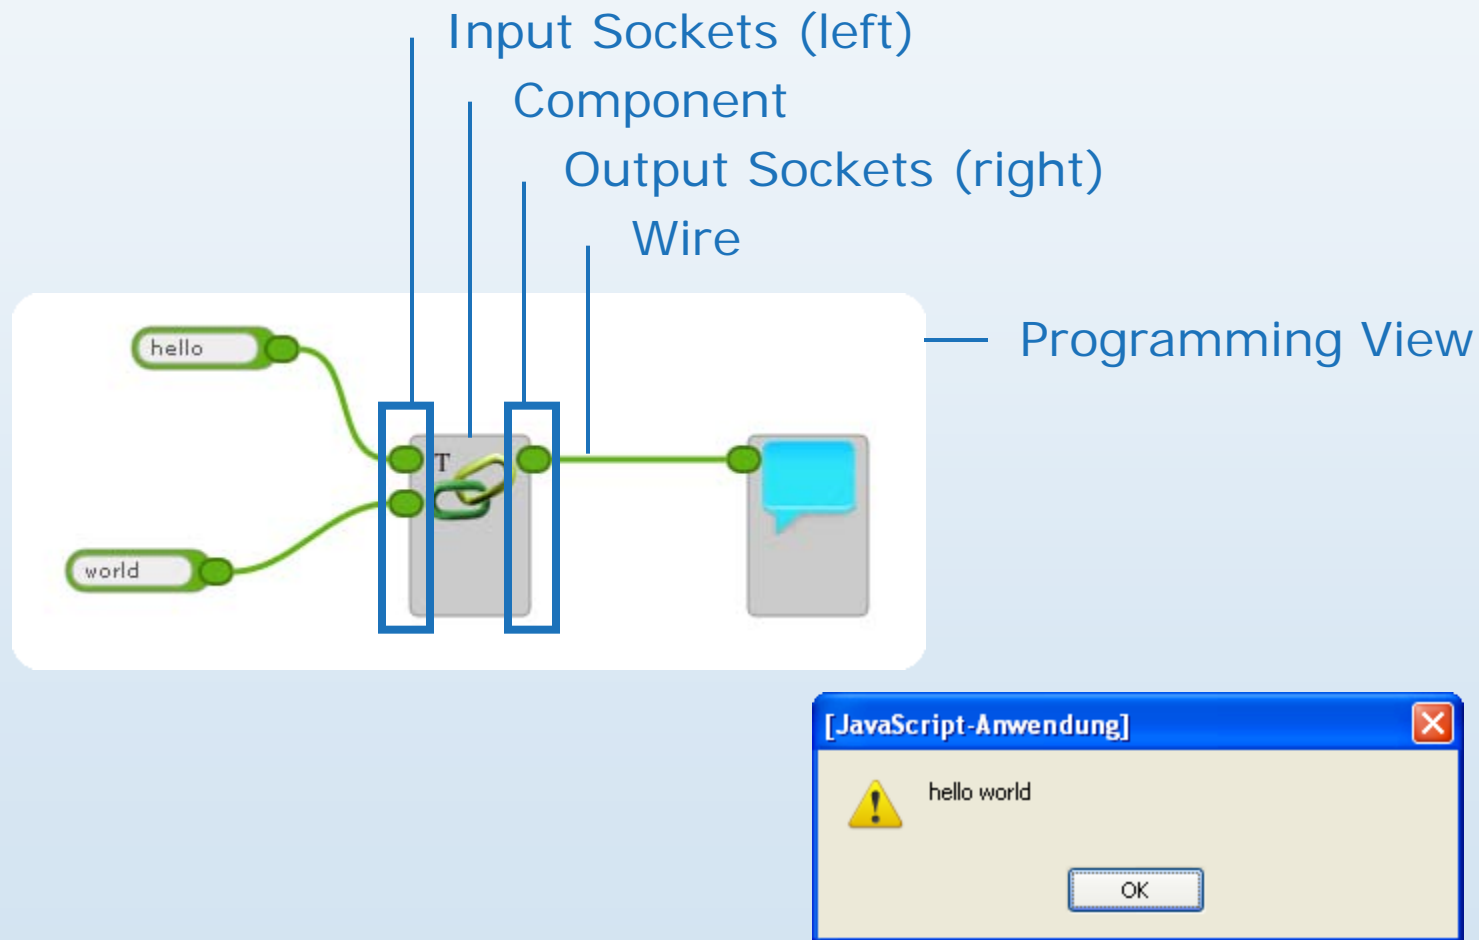 Input Sockets (left)
Component
Output Sockets (right)
Wire
Programming View
hello
T
world
[JavaScript-Anwendung]
hello world
OK